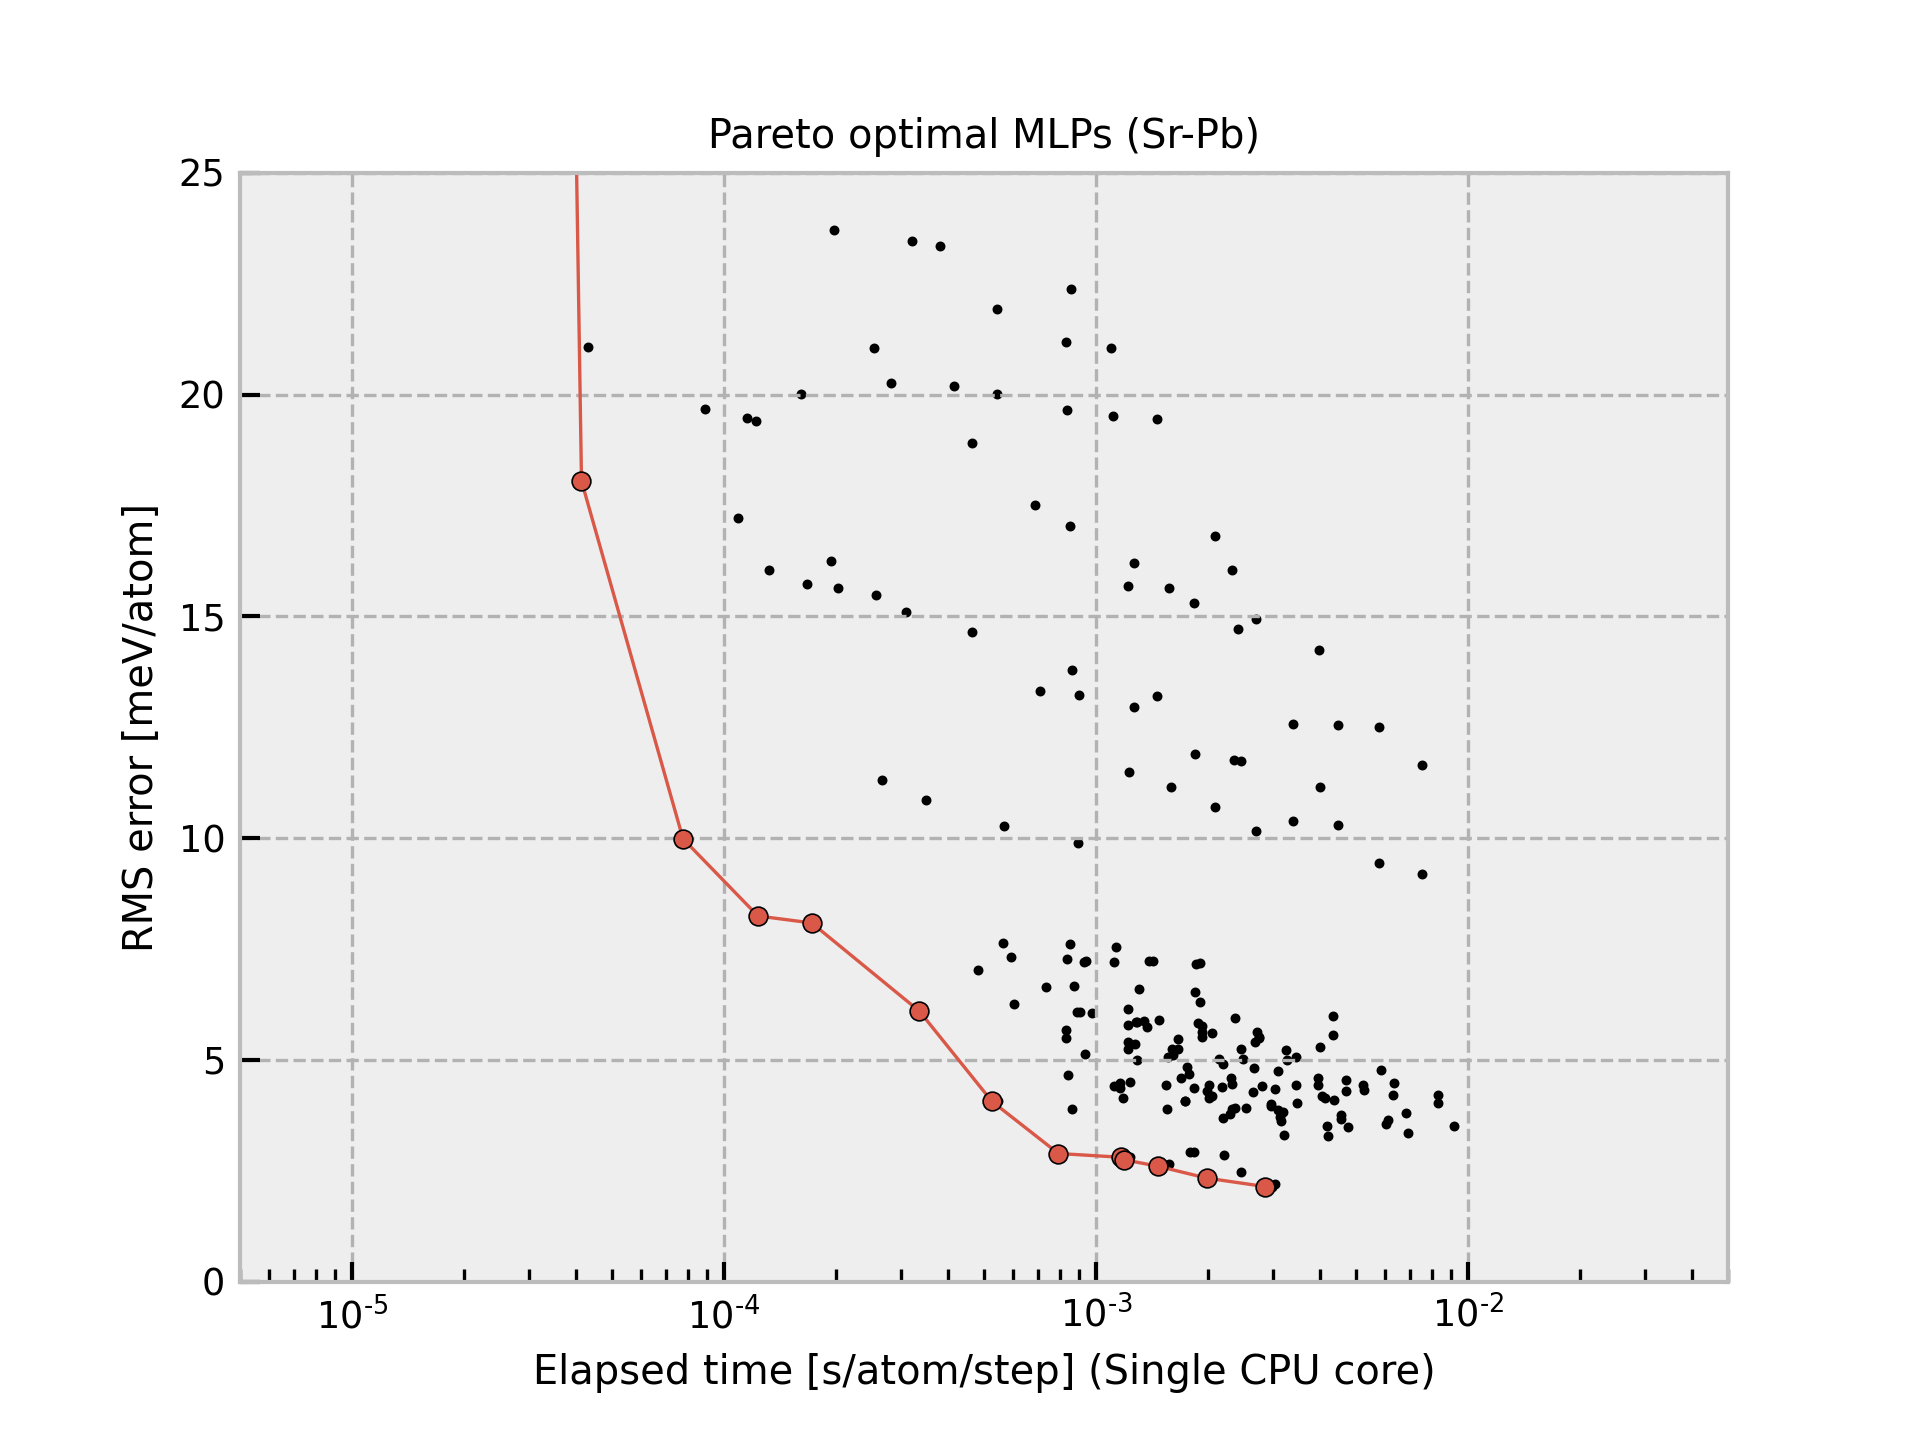 Pareto optimal MLPs (Sr-Pb)
RMS error [meV/atom]
25
20
15
10
5
0
10-5 10-4 10-3 10-2
Elapsed time [s/atom/step] (Single CPU core)